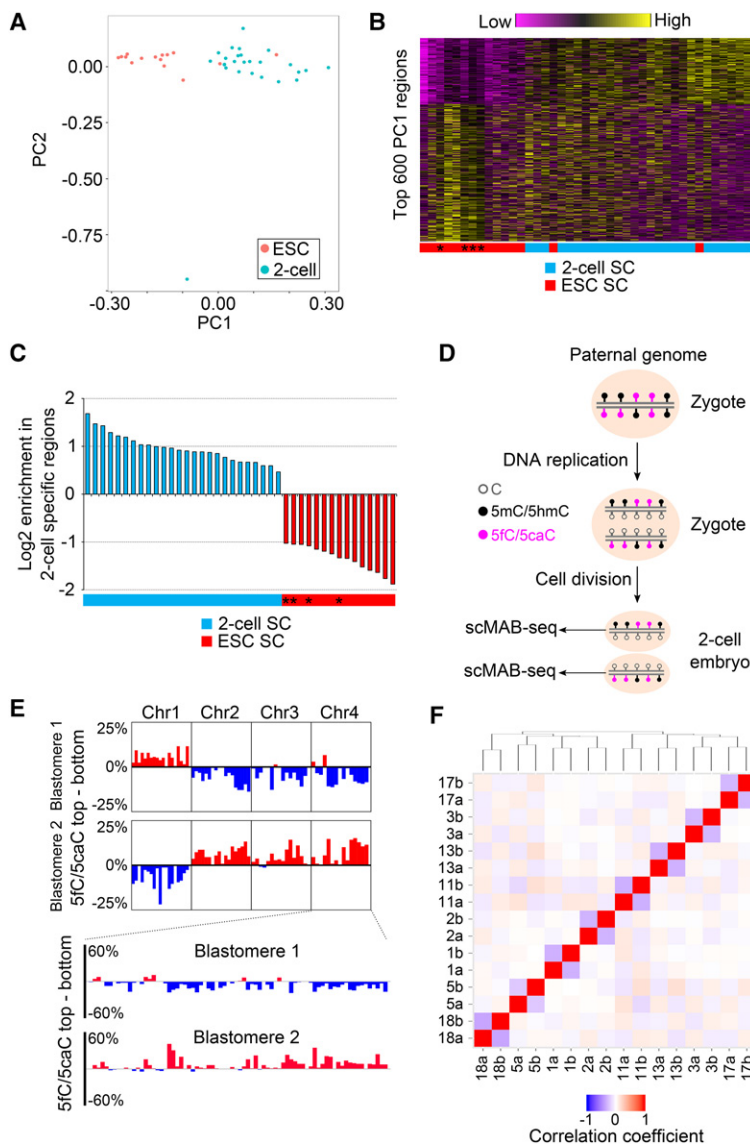 A
PC2
0.00
-0.25
-0.50
-0.75
ESC
2-cell
-0.30
0.00
0.30
PC1
B
Low
High
Top 600 PC1 regions
* ***
2-cell SC
ESC SC
C
Log2 enrichment in
2-cell specific regions
2
1
0
-1
-2
** * *
2-cell SC
ESC SC
D
Paternal genome
Zygote
DNA replication
C
5mC/5hmC
5fC/5caC
Zygote
Cell division
scMAB-seq
scMAB-seq
2-cell
embryo
E
Chr1 Chr2 Chr3 Chr4
Blastomere 1
Blastomere 2
5fC/5caC top - bottom
25%
0%
-25%
25%
0%
-25%
5fC/5caC top - bottom
60%
Blastomere 1
-60%
60%
Blastomere 2
-60%
F
17b
17a
3b
3a
13b
13a
11b
11a
2b
2a
1b
1a
5b
5a
18b
18a
18a 18b 5a 5b 1a 1b 2a 2b 11b 11a 13a 13b 3a 3b 17a 17b
-1 1
Correlation coefficient